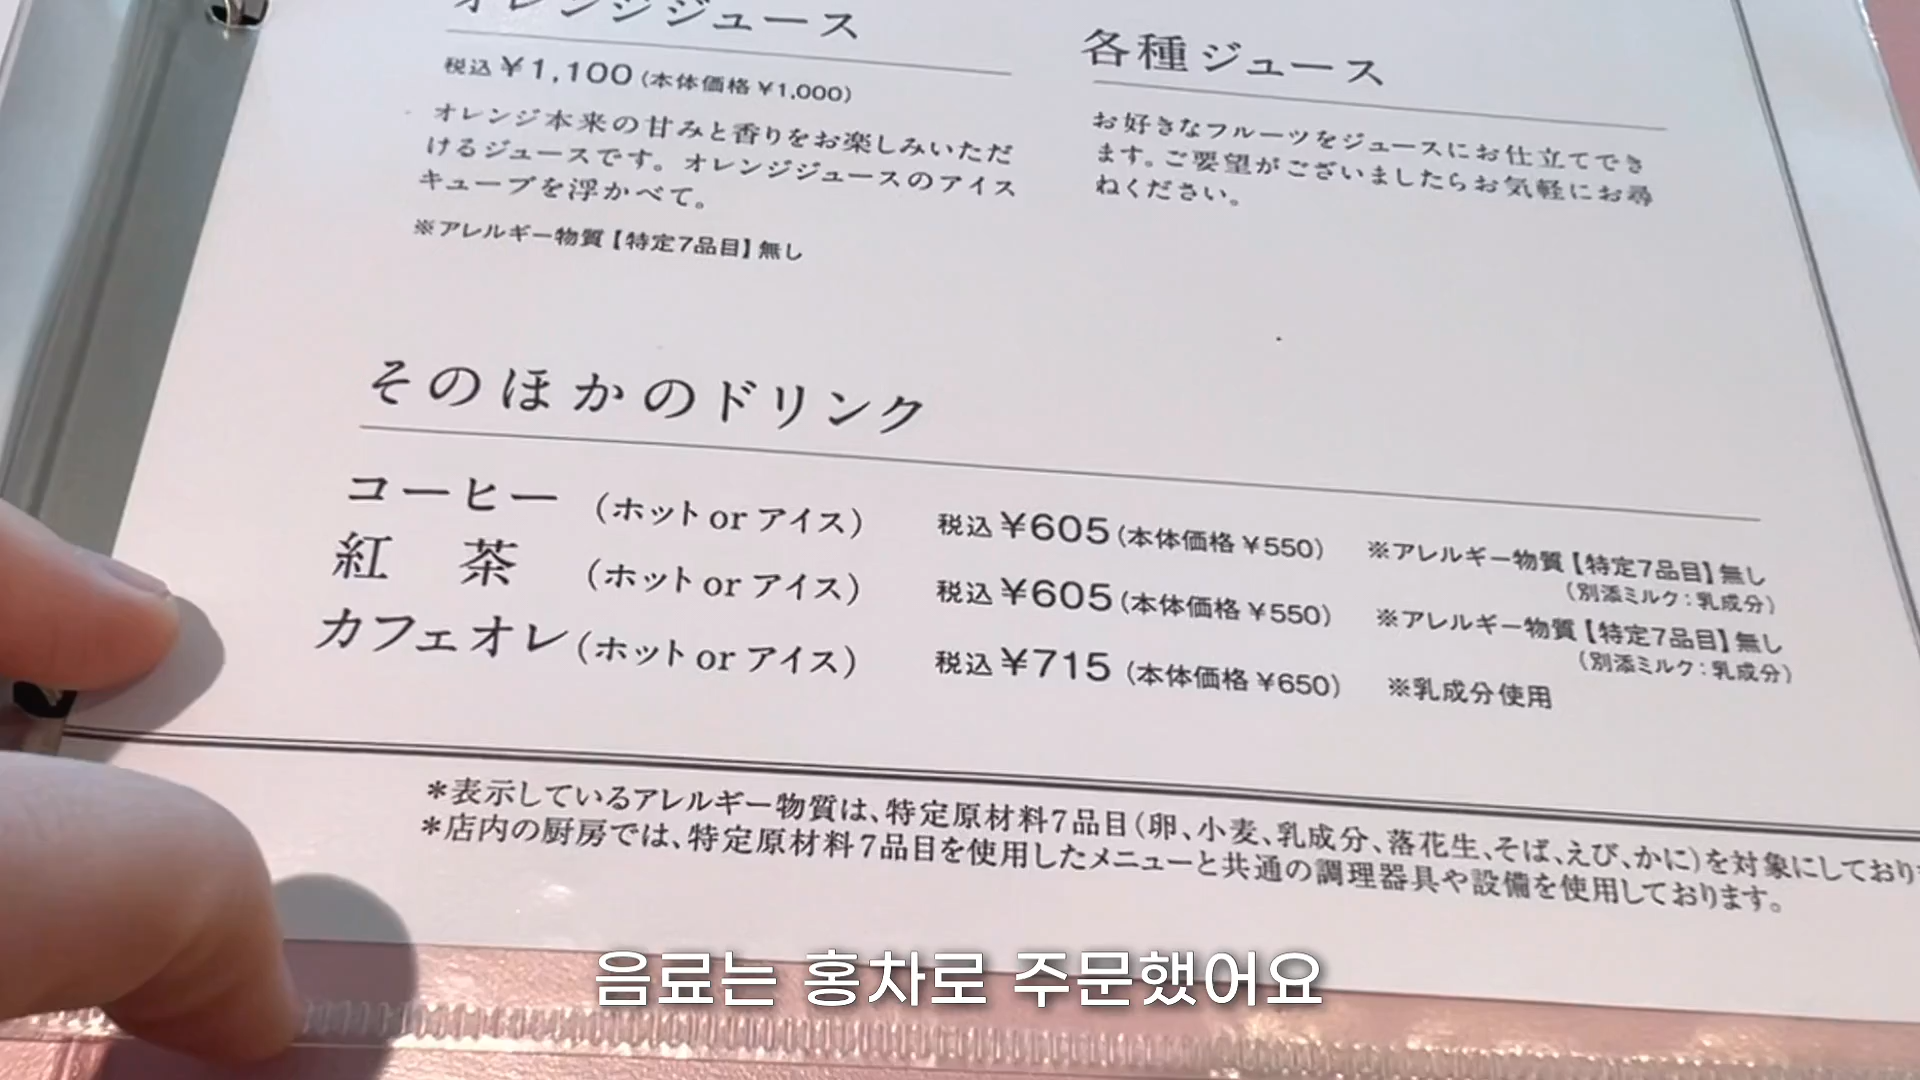 オレンジジュース
税込¥1,100(本体価格¥1,000)
オレンジ本来の甘みと香りをお楽しみいただ
けるジュースです。オレンジジュースのアイス
キューブを浮かべて。
※アレルギー物質【特定7品目】無し
各種ジュース
お好きなフルーツをジュースにお仕立てでき
ます。ご要望がございましたらお気軽にお尋
ねください。
そのほかのドリンク
コーヒー (ホット or アイス) 税込¥605(本体価格¥550) ※アレルギー物質【特定7品目】無し
(別添ミルク:乳成分)
紅 茶 (ホット or アイス) 税込¥605(本体価格¥550) ※アレルギー物質【特定7品目】無し
(別添ミルク:乳成分)
カフェオレ(ホット or アイス) 税込¥715 (本体価格¥650) ※乳成分使用
*表示しているアレルギー物質は、特定原材料7品目(卵、小麦、乳成分、落花生、そば、えび、かに)を対象にしており
*店内の厨房では、特定原材料7品目を使用したメニューと共通の調理器具や設備を使用しております。
음료는 홍차로 주문했어요